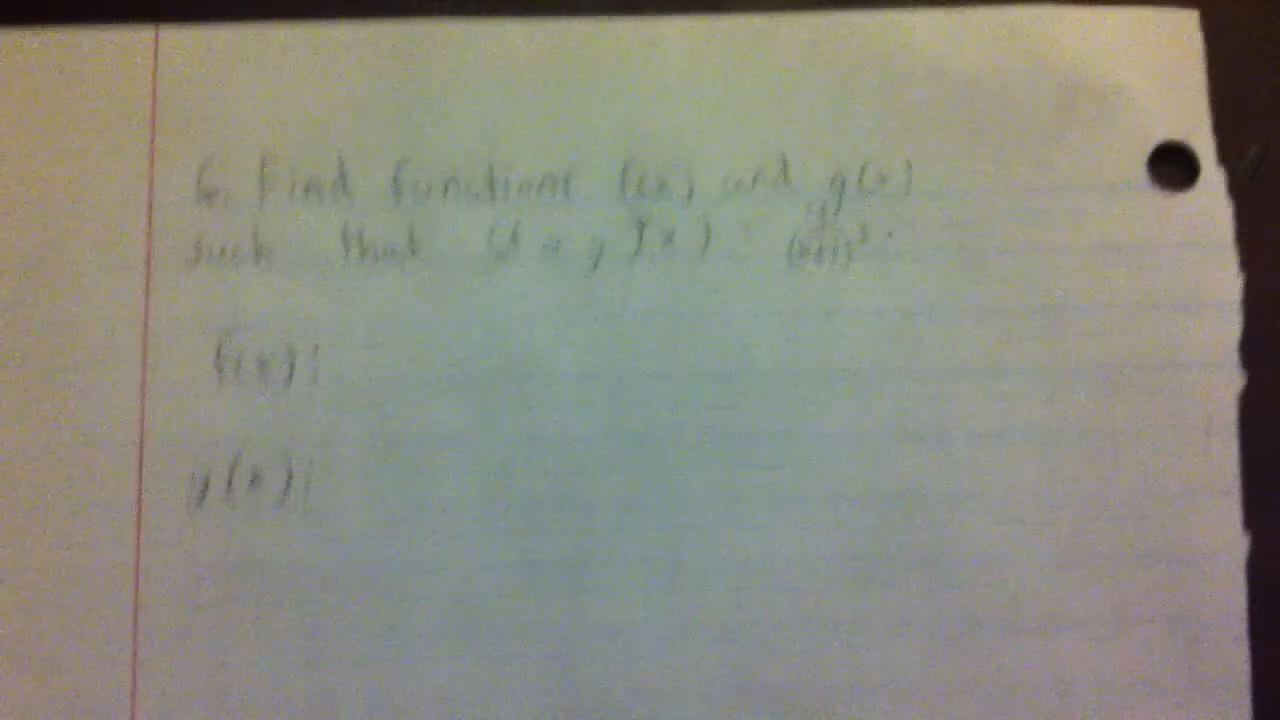 6. Find functions f(x) and g(x)
such that (f o g)(x) =
f(x):
g(x):